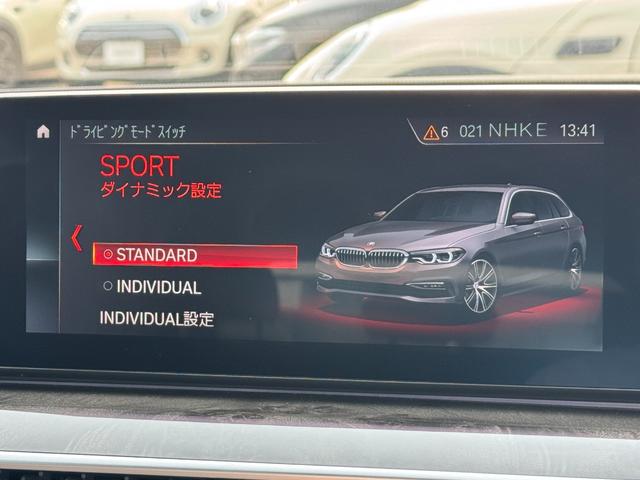 ﾄﾞﾗｲﾋﾞﾝｸﾞﾓｰﾄﾞｽｲｯﾁ
6 021 NHKE 13:41
SPORT
ダイナミック設定
STANDARD
INDIVIDUAL
INDIVIDUAL設定